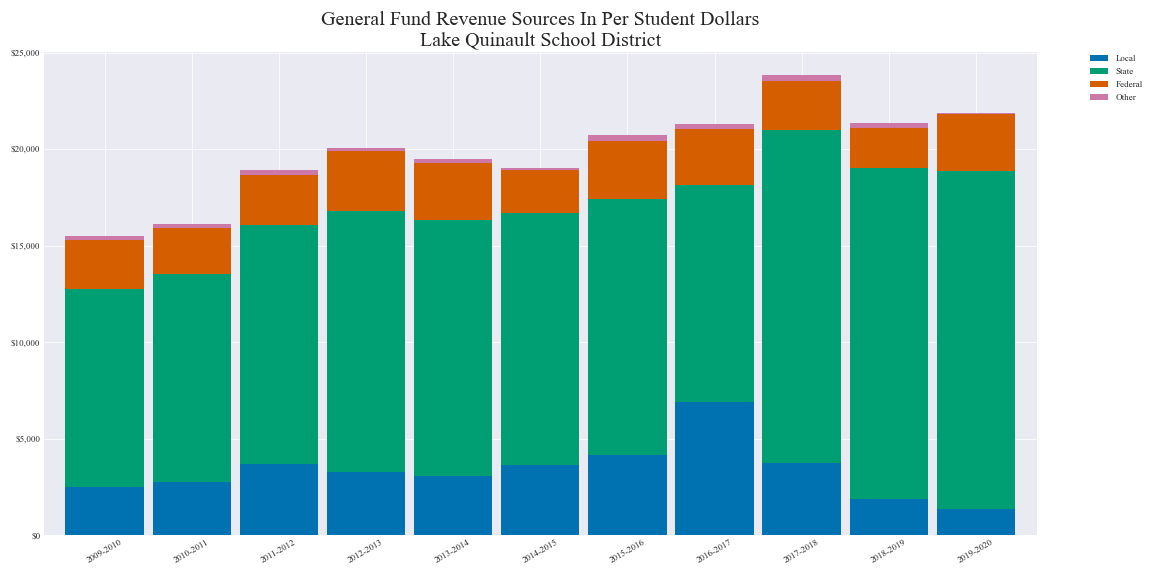 General Fund Revenue Sources In Per Student Dollars
Lake Quinault School District
$25,000
$20,000
$15,000
$10,000
$5,000
$0
2009-2010
2010-2011
2011-2012
2012-2013
2013-2014
2014-2015
2015-2016
2016-2017
2017-2018
2018-2019
2019-2020
Local
State
Federal
Other